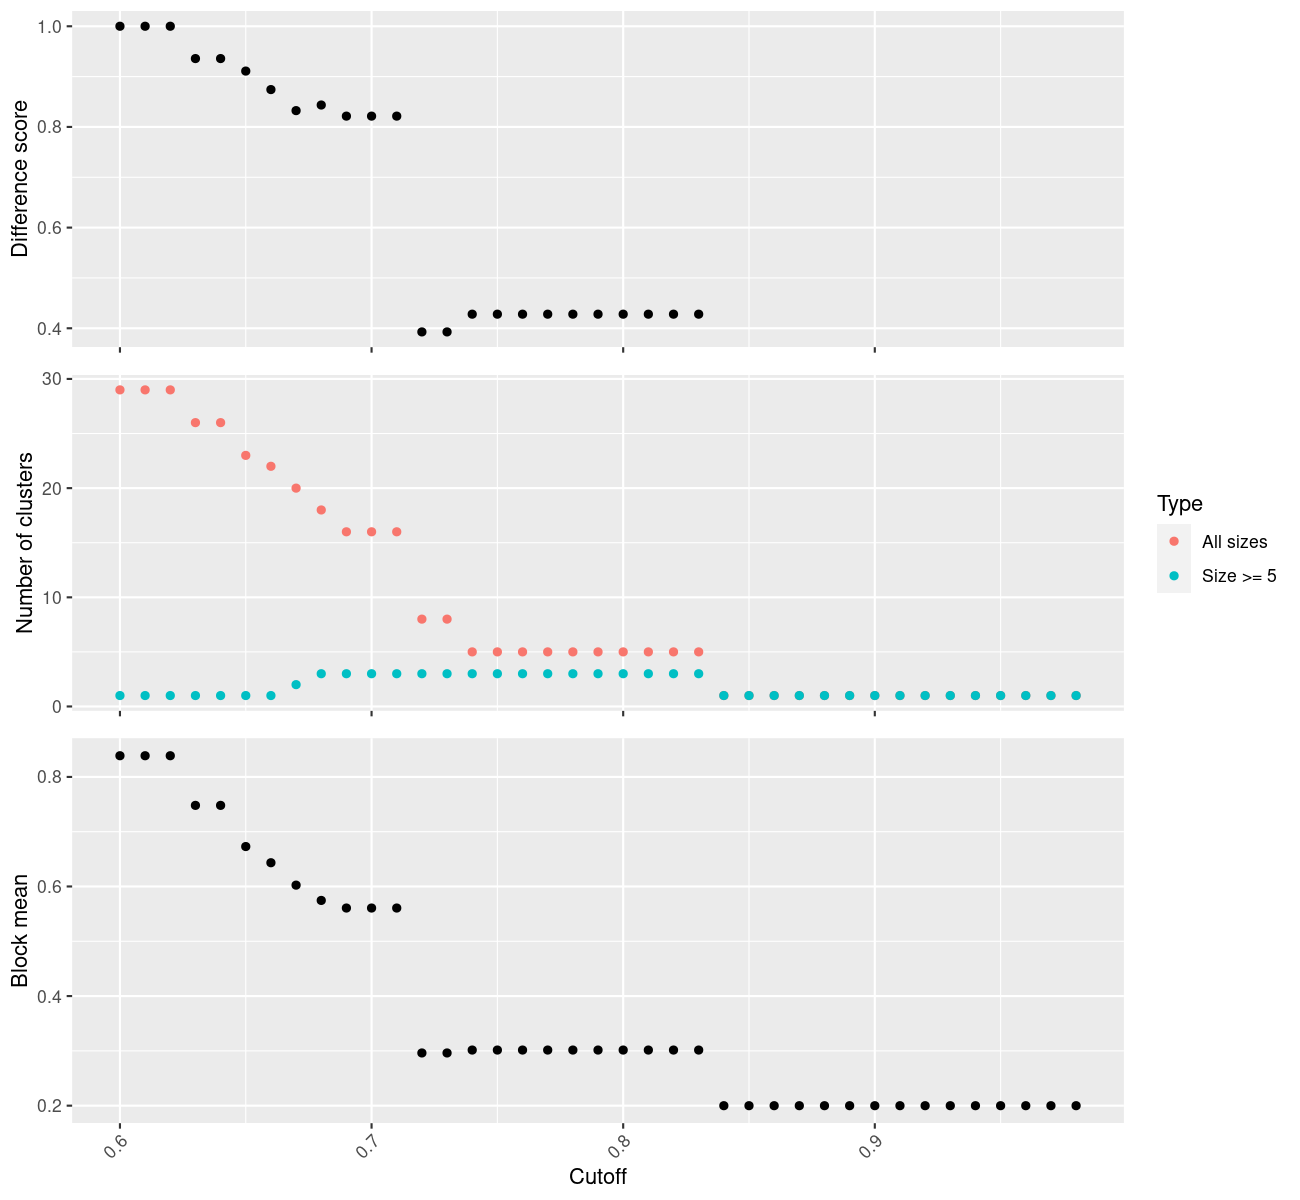 Difference score
1.0
0.8
0.6
0.4
Number of clusters
30
20
10
0
Type
All sizes
Size >= 5
Block mean
0.8
0.6
0.4
0.2
0.6
0.7
0.8
0.9
Cutoff